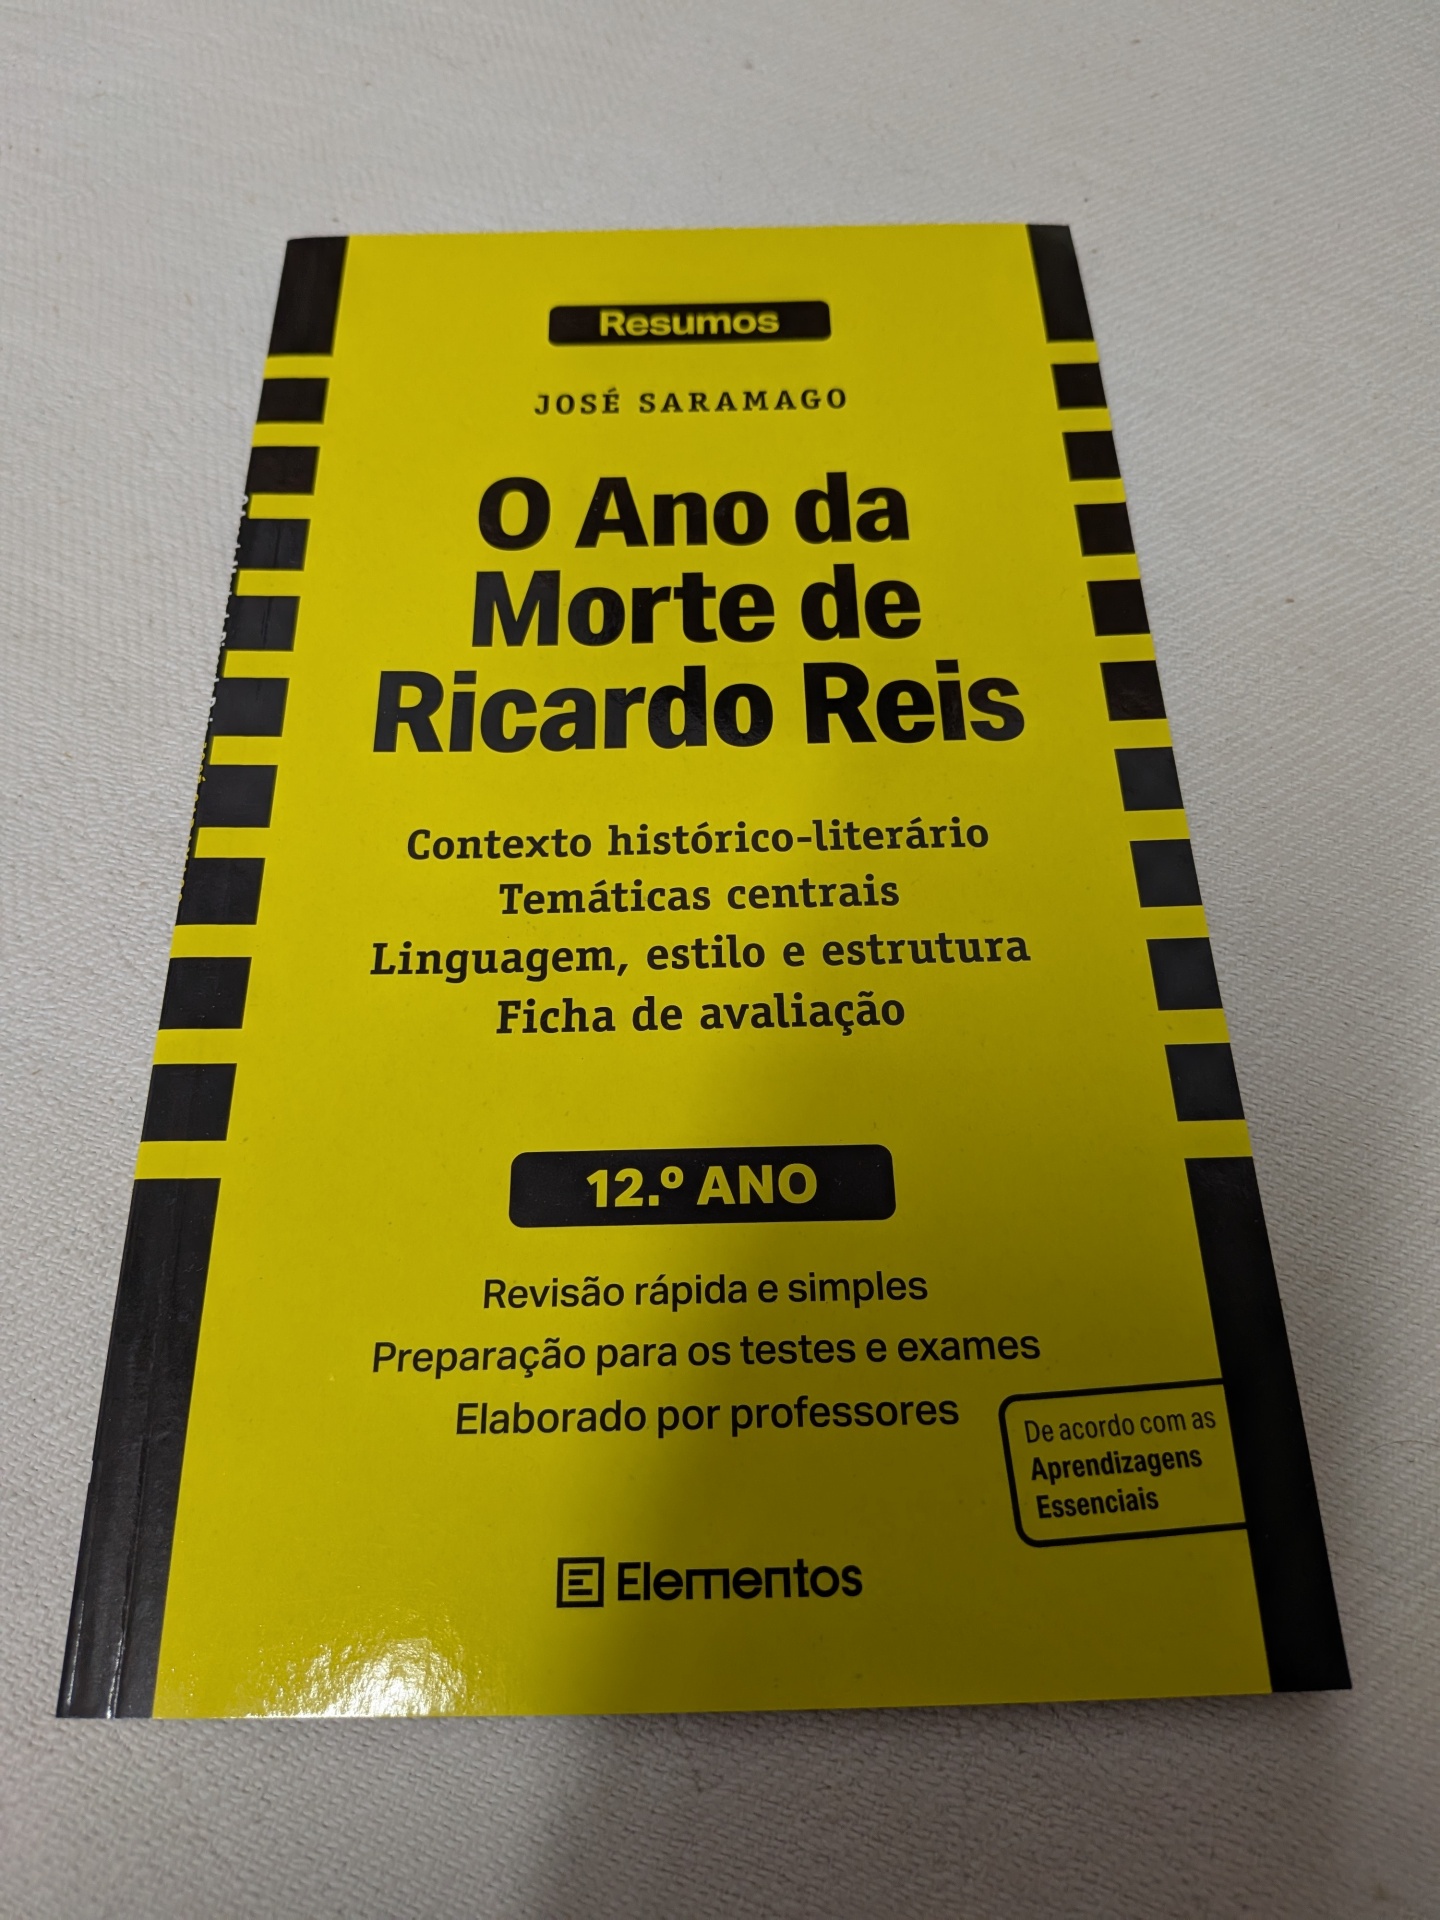 Resumos
JOSÉ SARAMAGO
O Ano da
Morte de
Ricardo Reis
Contexto histórico-literário
Temáticas centrais
Linguagem, estilo e estrutura
Ficha de avaliação
12.º ANO
Revisão rápida e simples
Preparação para os testes e exames
Elaborado por professores
De acordo com as
Aprendizagens
Essenciais
E Elementos